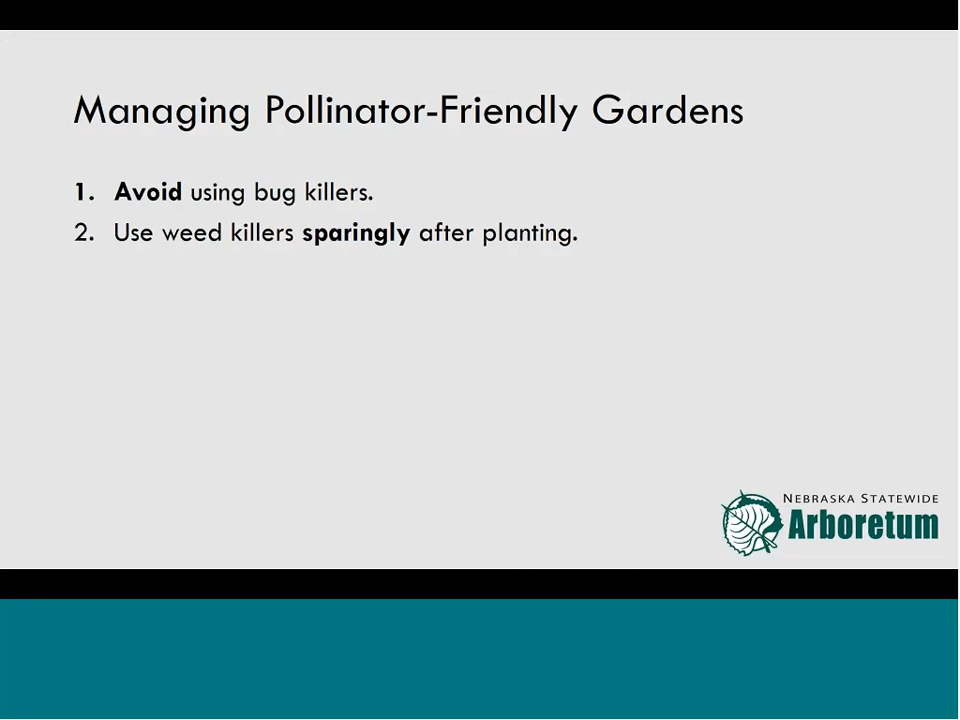 Managing Pollinator-Friendly Gardens
1. Avoid using bug killers.
2. Use weed killers sparingly after planting.
NEBRASKA STATEWIDE
Arboretum